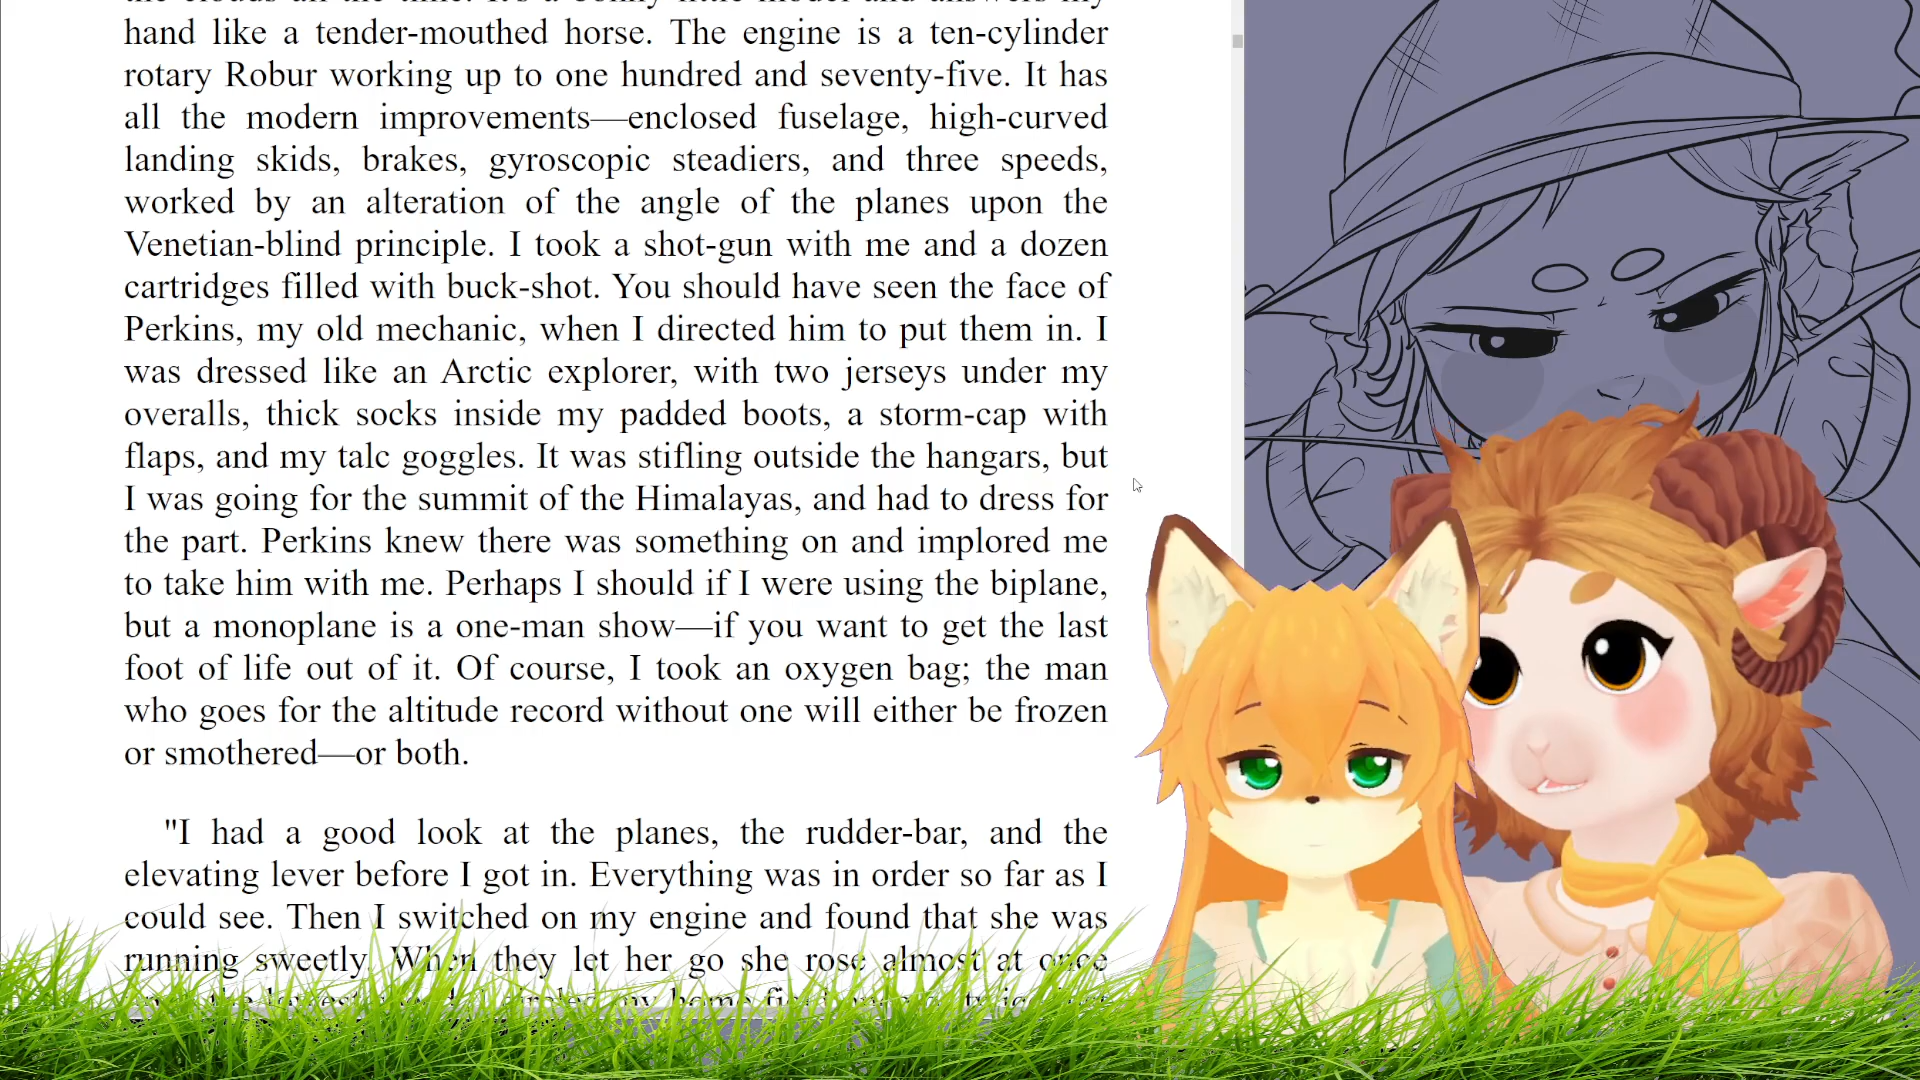 the clouds all the time. It's a bonny little model and answers my
hand like a tender-mouthed horse. The engine is a ten-cylinder
rotary Robur working up to one hundred and seventy-five. It has
all the modern improvements—enclosed fuselage, high-curved
landing skids, brakes, gyroscopic steadiers, and three speeds,
worked by an alteration of the angle of the planes upon the
Venetian-blind principle. I took a shot-gun with me and a dozen
cartridges filled with buck-shot. You should have seen the face of
Perkins, my old mechanic, when I directed him to put them in. I
was dressed like an Arctic explorer, with two jerseys under my
overalls, thick socks inside my padded boots, a storm-cap with
flaps, and my talc goggles. It was stifling outside the hangars, but
I was going for the summit of the Himalayas, and had to dress for
the part. Perkins knew there was something on and implored me
to take him with me. Perhaps I should if I were using the biplane,
but a monoplane is a one-man show—if you want to get the last
foot of life out of it. Of course, I took an oxygen bag; the man
who goes for the altitude record without one will either be frozen
or smothered—or both.
"I had a good look at the planes, the rudder-bar, and the
elevating lever before I got in. Everything was in order so far as I
could see. Then I switched on my engine and found that she was
running sweetly. When they let her go she rose almost at once